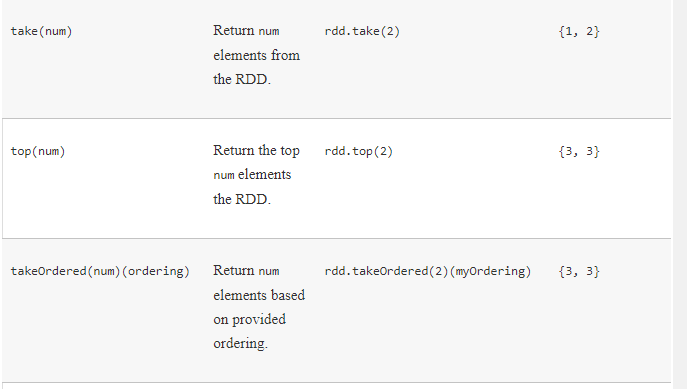 take(num) Return num rdd.take(2) {1, 2}
elements from
the RDD.
top(num) Return the top rdd.top(2) {3, 3}
num elements
the RDD.
takeOrdered(num)(ordering) Return num rdd.takeOrdered(2)(myOrdering) {3, 3}
elements based
on provided
ordering.